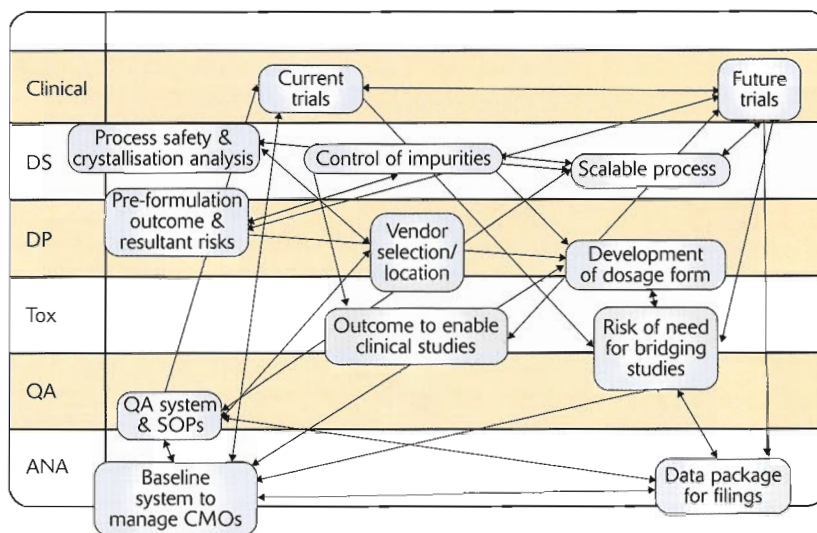 Clinical
Current
trials
Future
trials
DS
Process safety &
crystallisation analysis
Control of impurities
Scalable process
Pre-formulation
outcome &
resultant risks
DP
Vendor
selection/
location
Development
of dosage form
Tox
Outcome to enable
clinical studies
Risk of need
for bridging
studies
QA
QA system
& SOPs
ANA
Baseline
system to
manage CMOs
Data package
for filings